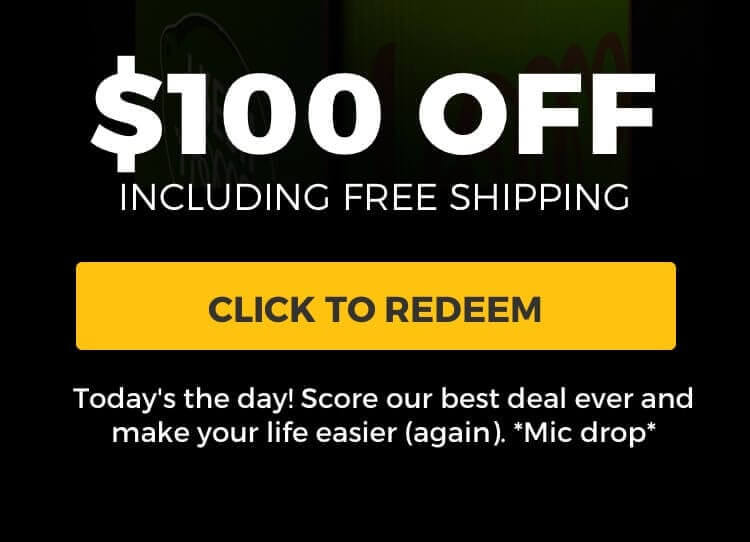 $100 OFF
INCLUDING FREE SHIPPING
CLICK TO REDEEM
Today's the day! Score our best deal ever and
make your life easier (again). *Mic drop*